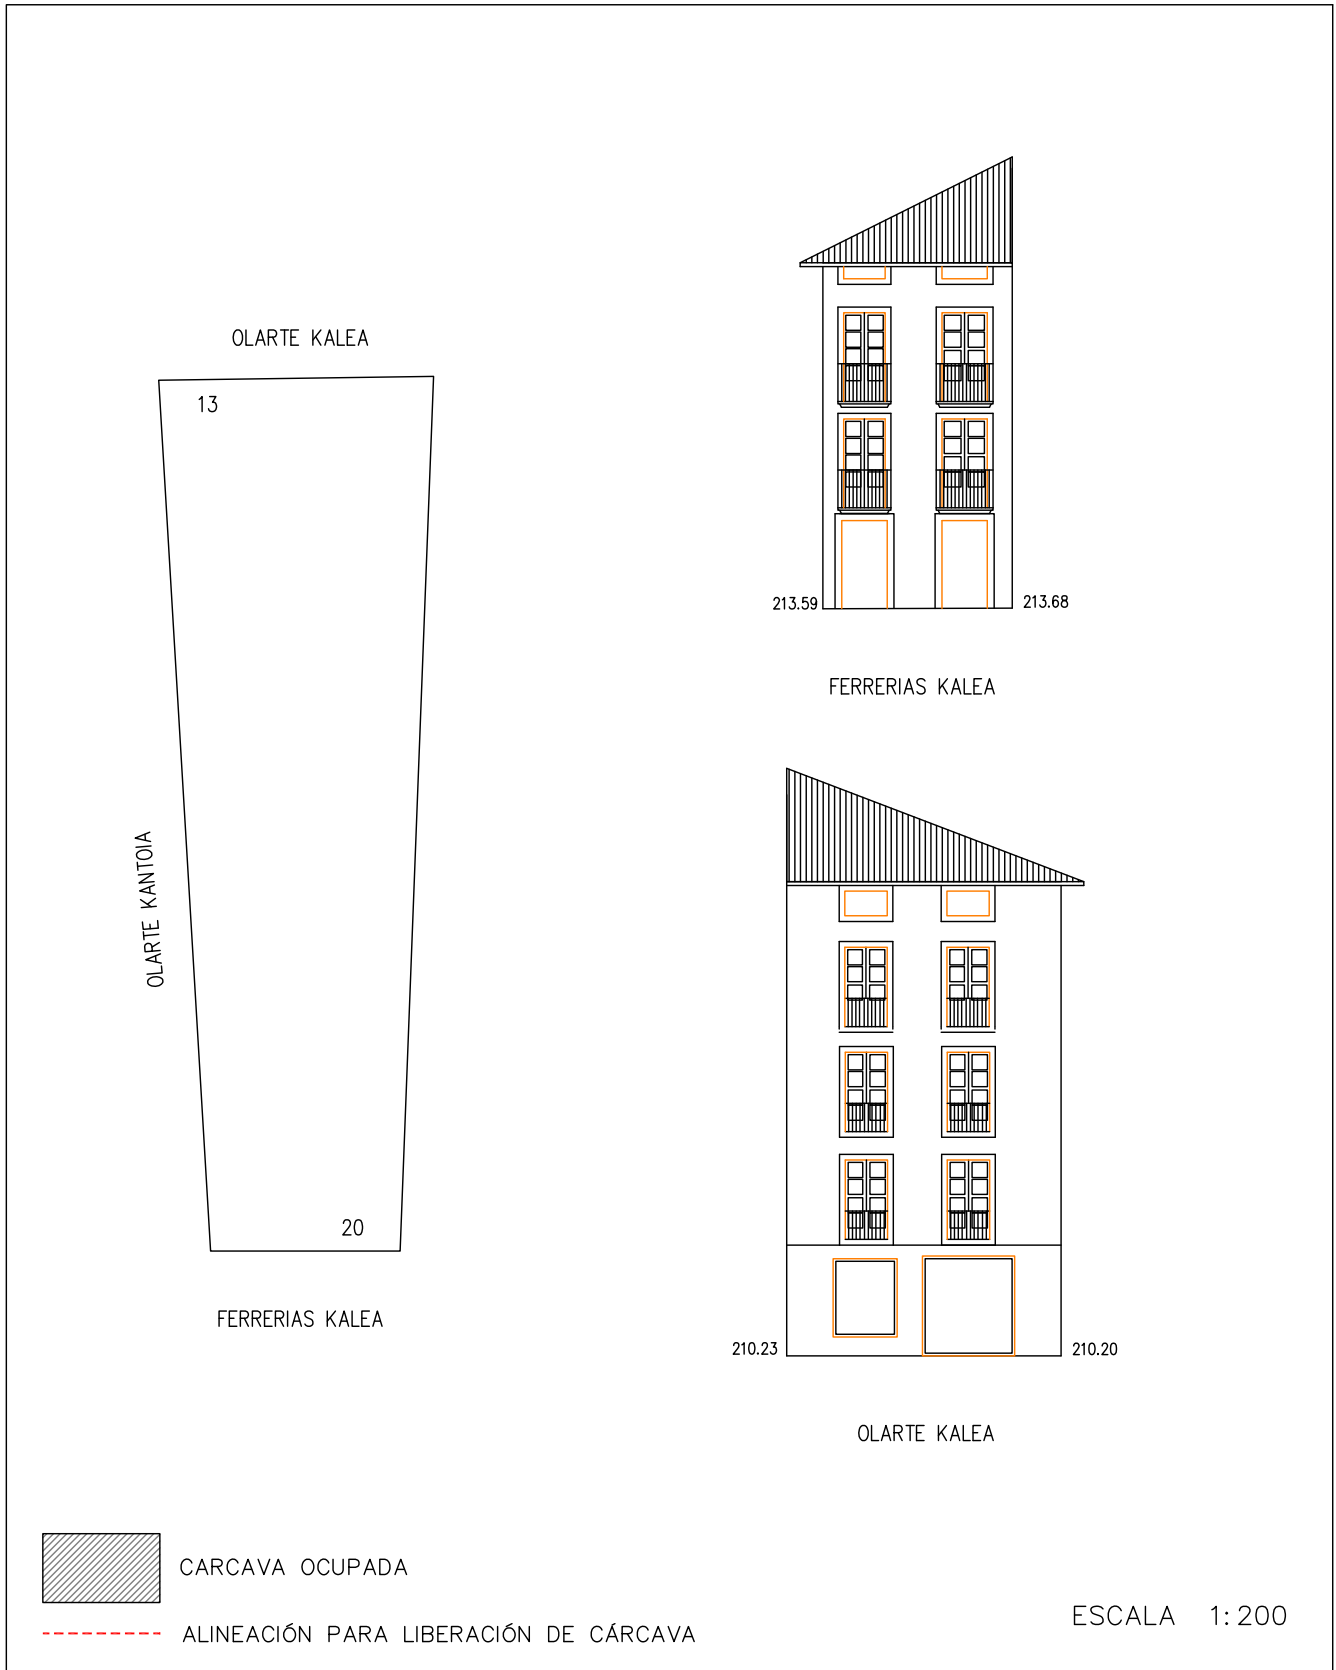 OLARTE KALEA
13
OLARTE KANTOIA
20
FERRERIAS KALEA
213.59
213.68
FERRERIAS KALEA
210.23
210.20
OLARTE KALEA
CARCAVA OCUPADA
ALINEACIÓN PARA LIBERACIÓN DE CÁRCAVA
ESCALA 1:200